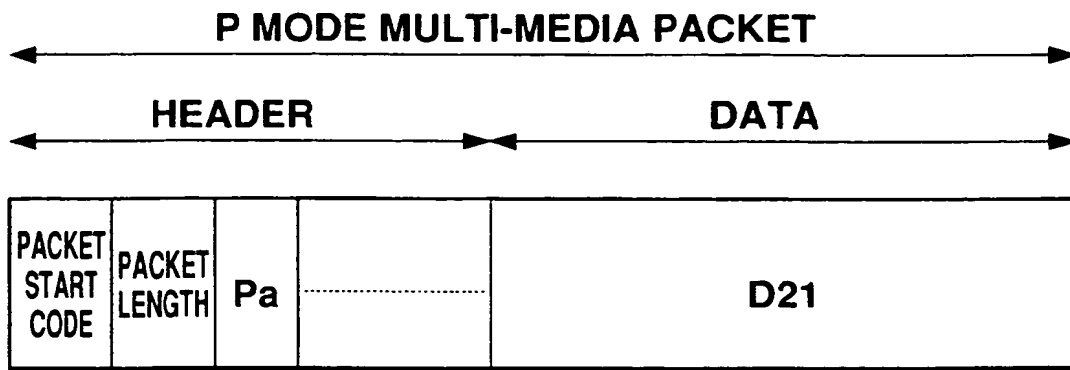 P MODE MULTI-MEDIA PACKET
HEADER
DATA
PACKET
START
CODE
PACKET
LENGTH
Pa
D21